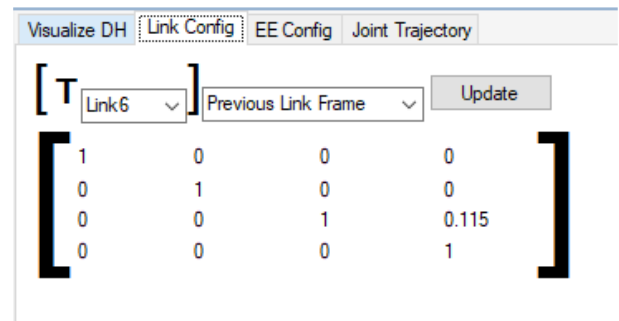 Visualize DH Link Config EE Config Joint Trajectory
[ T Link6 ] Previous Link Frame Update
1 0 0 0
0 1 0 0
0 0 1 0.115
0 0 0 1